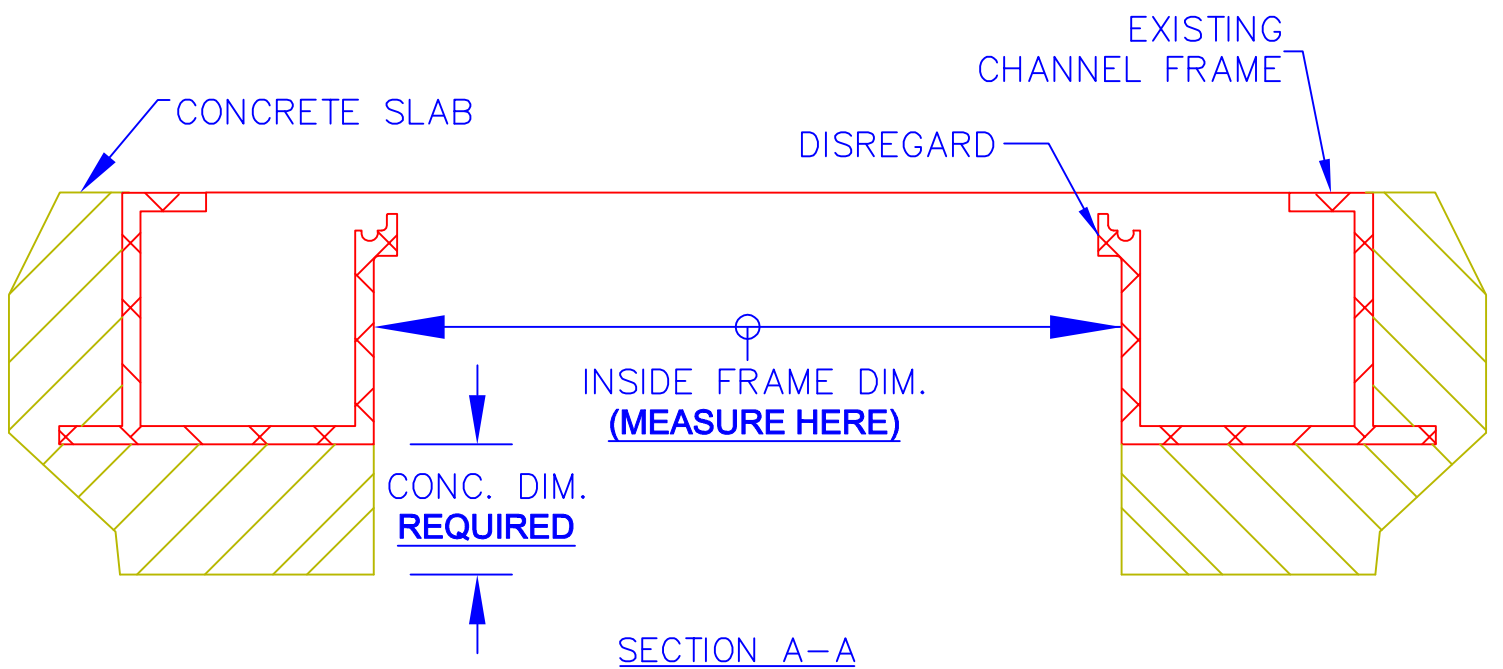 EXISTING
CHANNEL FRAME
CONCRETE SLAB
DISREGARD
INSIDE FRAME DIM.
(MEASURE HERE)
CONC. DIM.
REQUIRED
SECTION A-A